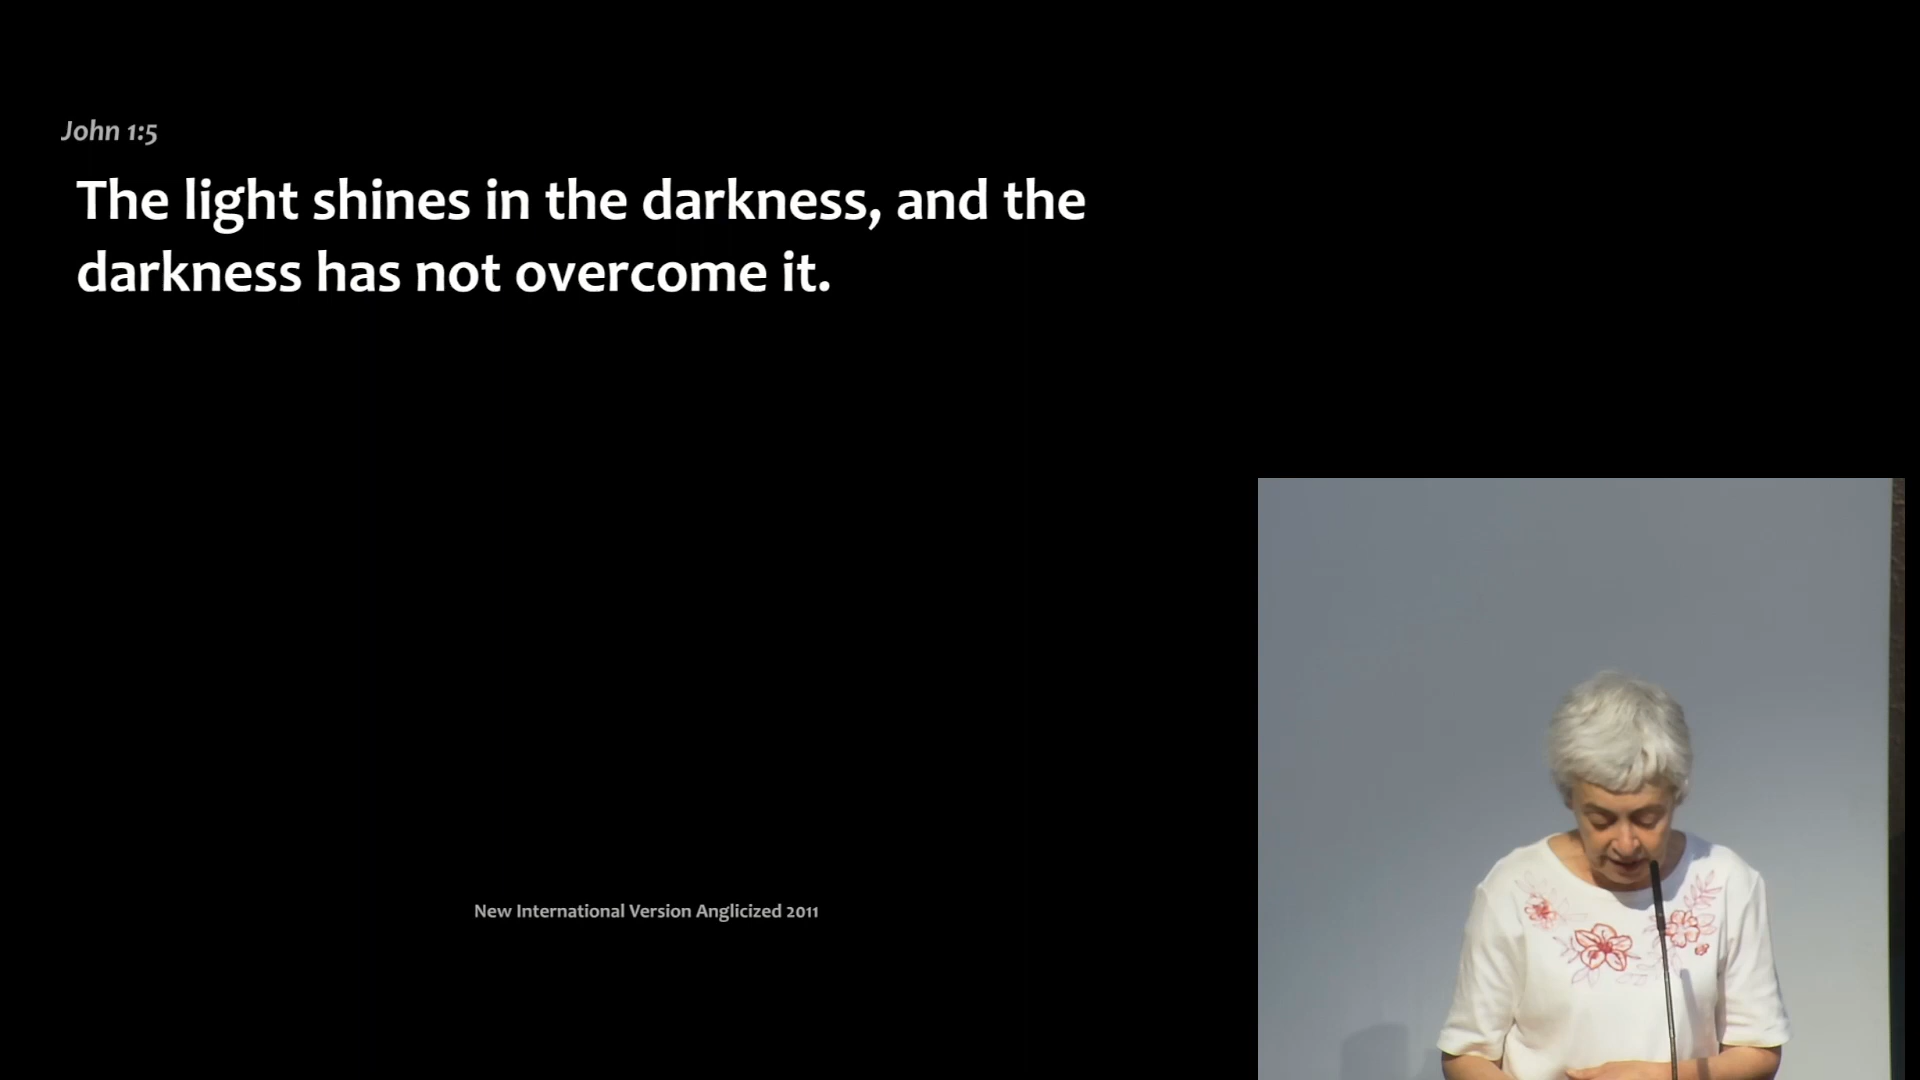 John 1:5
The light shines in the darkness, and the
darkness has not overcome it.
New International Version Anglicized 2011